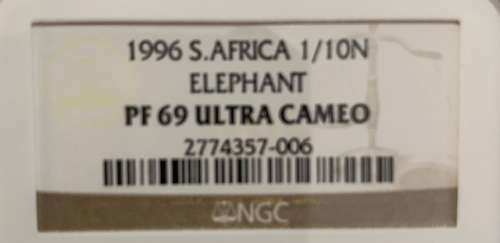 1996 S.AFRICA 1/10N
ELEPHANT
PF 69 ULTRA CAMEO
2774357-006
NGC